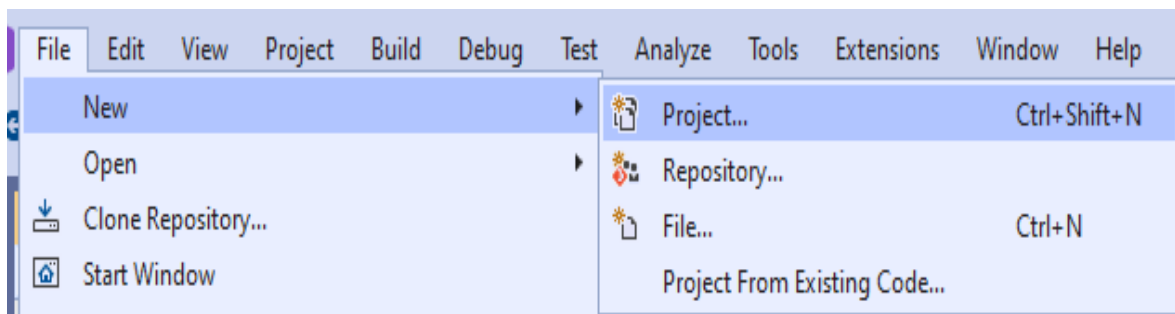 File Edit View Project Build Debug Test Analyze Tools Extensions Window Help
New
Open
Clone Repository...
Start Window
Project... Ctrl+Shift+N
Repository...
File... Ctrl+N
Project From Existing Code...